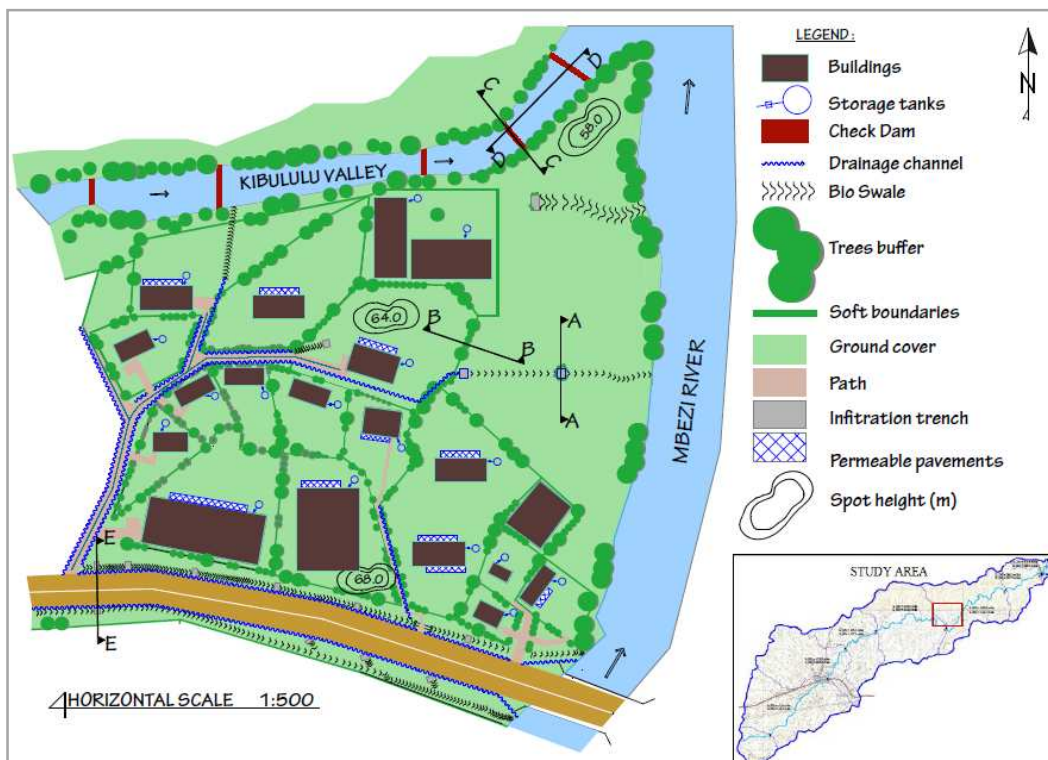 LEGEND:
Buildings
Storage tanks
Check Dam
Drainage channel
Bio Swale
Trees buffer
Soft boundaries
Ground cover
Path
Infitration trench
Permeable pavements
Spot height (m)
N
D
C
58.0
D
C
KIBULULU VALLEY
64.0
B
B
A
A
MBEZI RIVER
E
68.0
E
HORIZONTAL SCALE 1:500
STUDY AREA